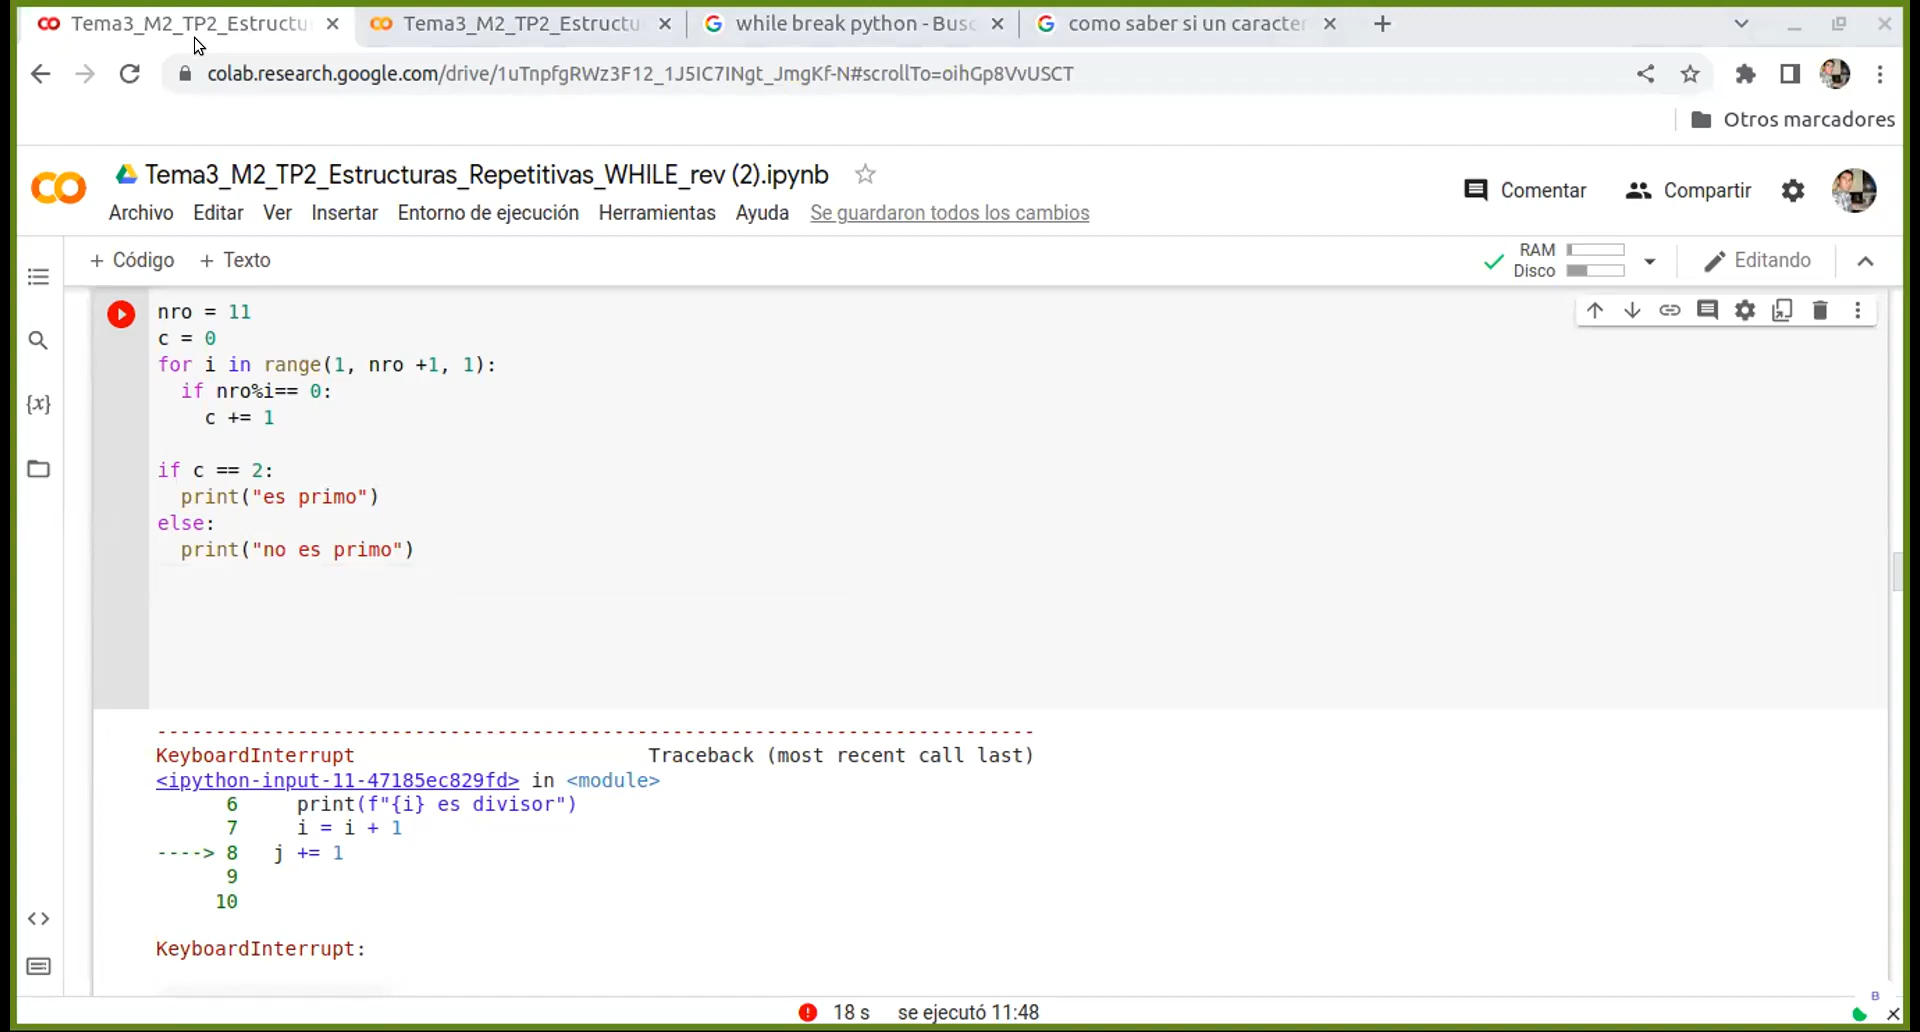 Tema3_M2_TP2_Estructu
Tema3_M2_TP2_Estructu
while break python - Busc
como saber si un caracter
colab.research.google.com/drive/1uTnpfgRWz3F12_1J5IC7INgt_JmgKf-N#scrollTo=oihGp8VvUSCT
Otros marcadores
Tema3_M2_TP2_Estructuras_Repetitivas_WHILE_rev (2).ipynb
Comentar
Compartir
Archivo Editar Ver Insertar Entorno de ejecución Herramientas Ayuda Se guardaron todos los cambios
+ Código + Texto
RAM
Disco
Editando
nro = 11
c = 0
for i in range(1, nro +1, 1):
  if nro%i== 0:
    c += 1
if c == 2:
  print("es primo")
else:
  print("no es primo")
{x}
---------------------------------------------------------------------------
KeyboardInterrupt Traceback (most recent call last)
<ipython-input-11-47185ec829fd> in <module>
6     print(f"{i} es divisor")
7     i = i + 1
----> 8   j += 1
9
10
KeyboardInterrupt:
18 s se ejecutó 11:48
B